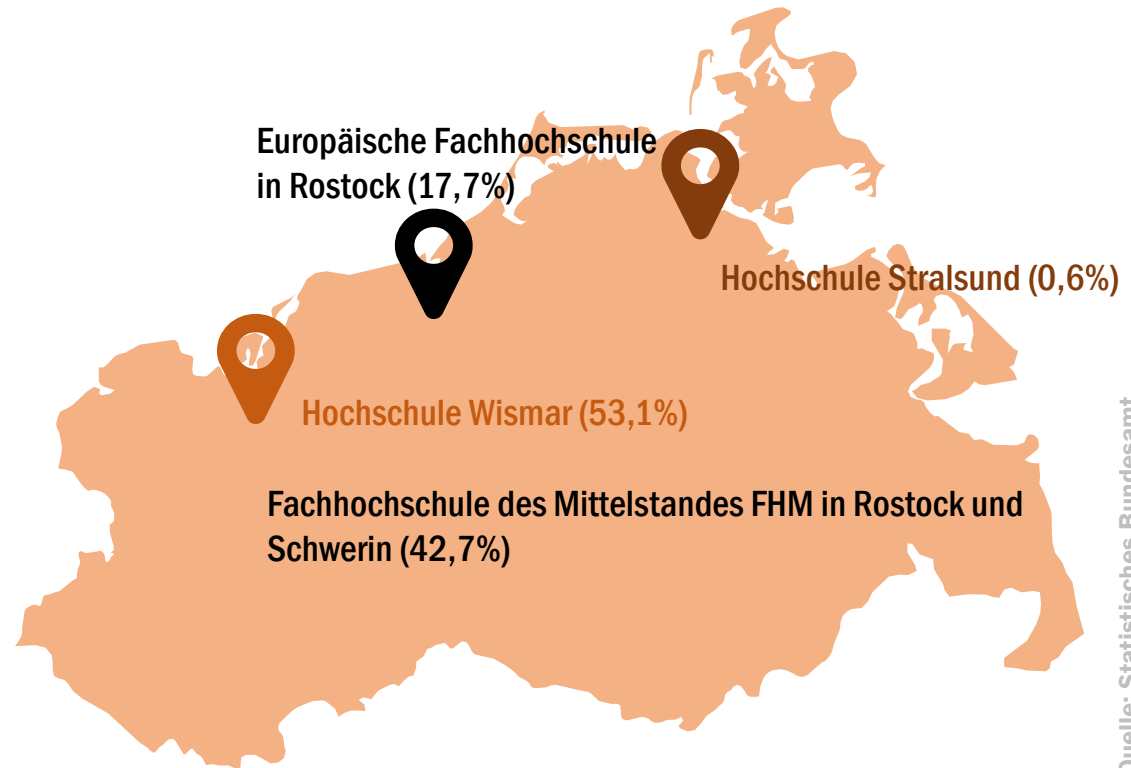 Europäische Fachhochschule
in Rostock (17,7%)
Hochschule Stralsund (0,6%)
Hochschule Wismar (53,1%)
Fachhochschule des Mittelstandes FHM in Rostock und
Schwerin (42,7%)
Quelle: Statistisches Bundesamt